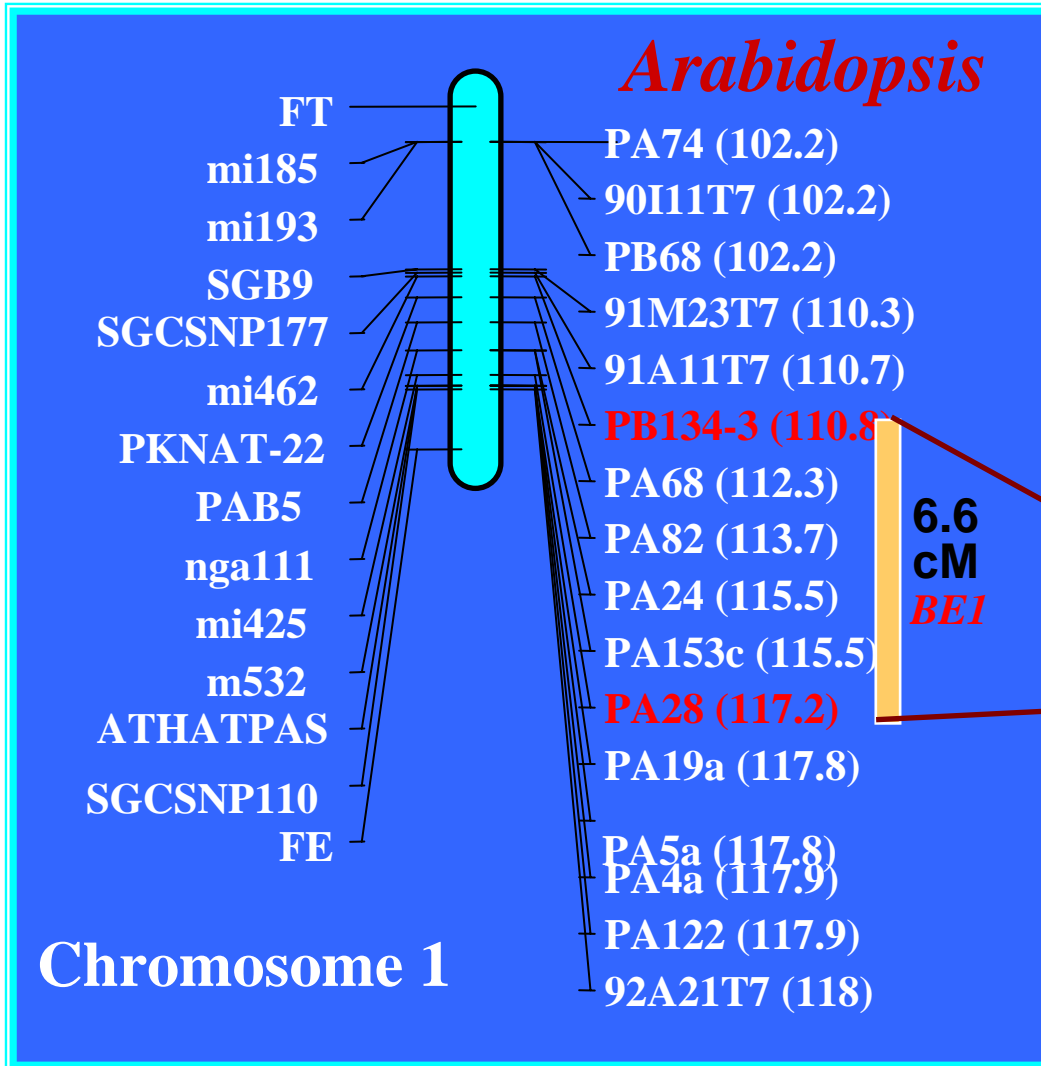 Arabidopsis
FT
mi185
mi193
SGB9
SGCSNP177
mi462
PKNAT-22
PAB5
nga111
mi425
m532
ATHATPAS
SGCSNP110
FE
PA74 (102.2)
90I11T7 (102.2)
PB68 (102.2)
91M23T7 (110.3)
91A11T7 (110.7)
PB134-3 (110.8)
PA68 (112.3)
PA82 (113.7)
PA24 (115.5)
PA153c (115.5)
PA28 (117.2)
PA19a (117.8)
PA5a (117.8)
PA4a (117.9)
PA122 (117.9)
92A21T7 (118)
6.6
cM
BE1
Chromosome 1